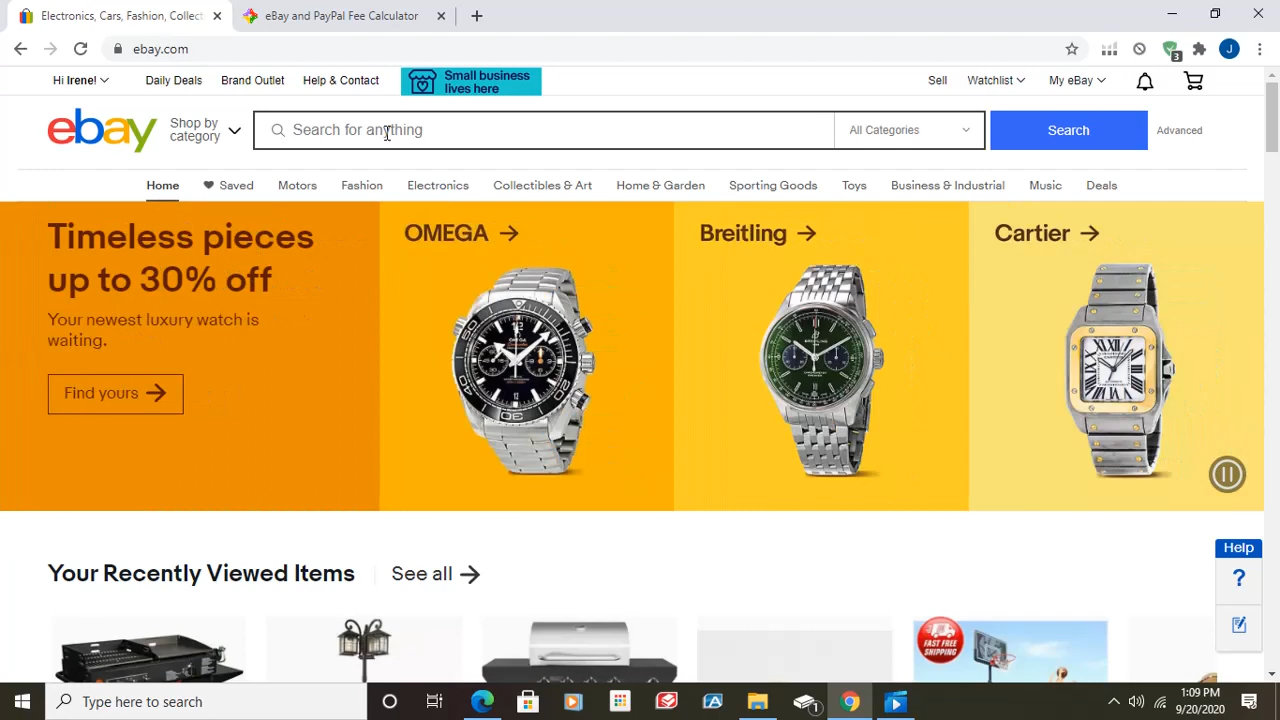 Electronics, Cars, Fashion, Collect
eBay and PayPal Fee Calculator
ebay.com
3
J
Hi Irene!
Daily Deals
Brand Outlet
Help & Contact
Small business
lives here
Sell
Watchlist
My eBay
ebay
Shop by
category
Search for anything
All Categories
Search
Advanced
Home
Saved
Motors
Fashion
Electronics
Collectibles & Art
Home & Garden
Sporting Goods
Toys
Business & Industrial
Music
Deals
Timeless pieces
up to 30% off
Your newest luxury watch is
waiting.
Find yours
OMEGA
Breitling
Cartier
Help
?
Your Recently Viewed Items
See all
FAST FREE
SHIPPING
Type here to search
1
1:09 PM
9/20/2020